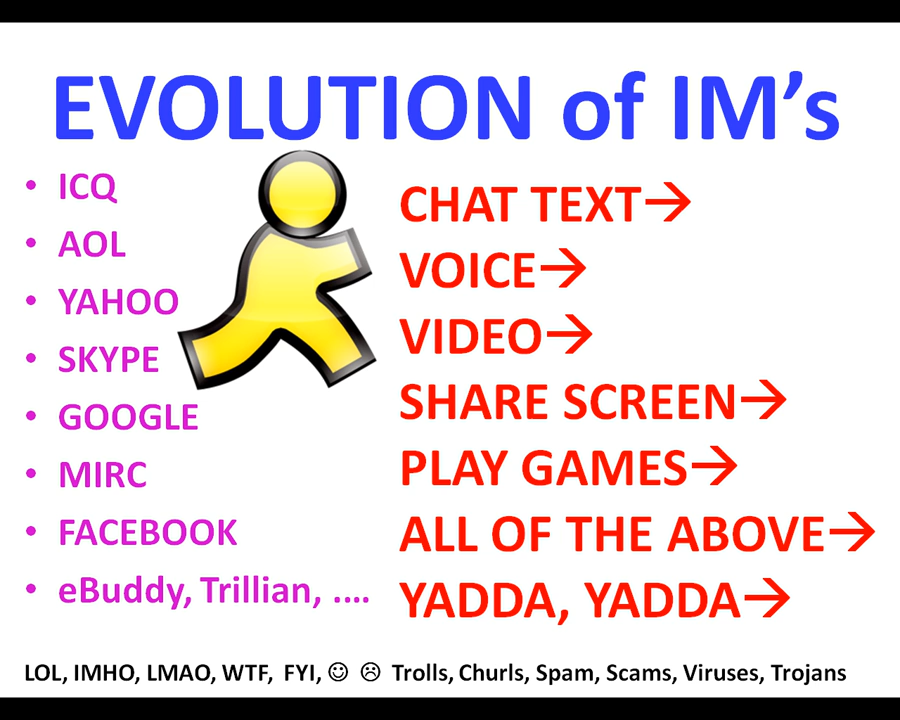 EVOLUTION of IM’s
• ICQ
• AOL
• YAHOO
• SKYPE
• GOOGLE
• MIRC
• FACEBOOK
• eBuddy, Trillian, ....
CHAT TEXT→
VOICE→
VIDEO→
SHARE SCREEN→
PLAY GAMES→
ALL OF THE ABOVE→
YADDA, YADDA→
LOL, IMHO, LMAO, WTF, FYI, ☺ ☹ Trolls, Churls, Spam, Scams, Viruses, Trojans